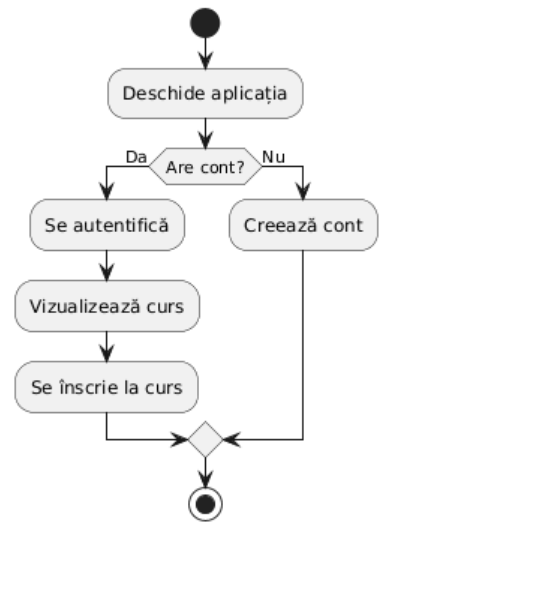 Deschide aplicația
Da
Are cont?
Nu
Se autentifică
Creează cont
Vizualizează curs
Se înscrie la curs